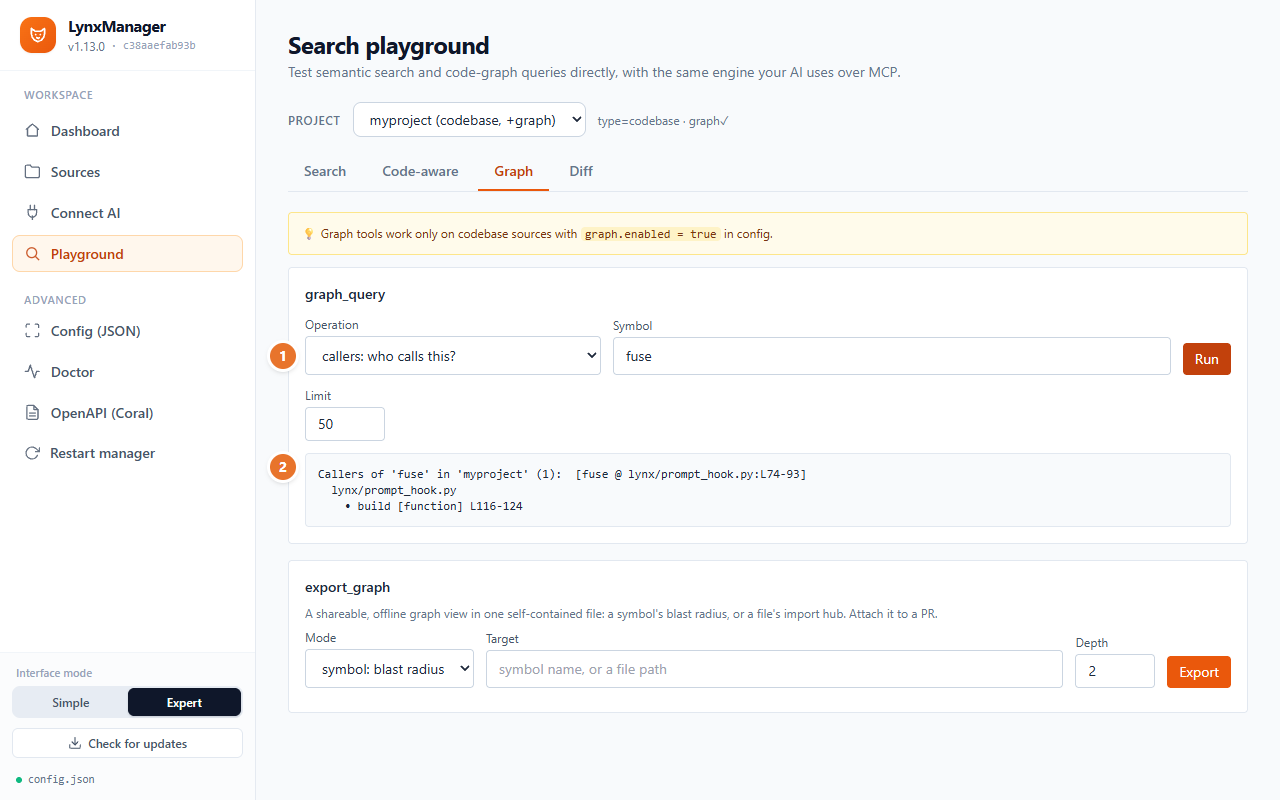 LynxManager
v1.13.0 · c38aaefab93b
WORKSPACE
Dashboard
Sources
Connect AI
Playground
ADVANCED
Config (JSON)
Doctor
OpenAPI (Coral)
Restart manager
Interface mode
Simple Expert
Check for updates
config.json
Search playground
Test semantic search and code-graph queries directly, with the same engine your AI uses over MCP.
PROJECT myproject (codebase, +graph) type=codebase · graph✓
Search Code-aware Graph Diff
💡 Graph tools work only on codebase sources with graph.enabled = true in config.
graph_query
Operation Symbol
1 callers: who calls this? fuse Run
Limit
50
2
Callers of 'fuse' in 'myproject' (1): [fuse @ lynx/prompt_hook.py:L74-93]
lynx/prompt_hook.py
• build [function] L116-124
export_graph
A shareable, offline graph view in one self-contained file: a symbol's blast radius, or a file's import hub. Attach it to a PR.
Mode Target Depth
symbol: blast radius symbol name, or a file path 2 Export